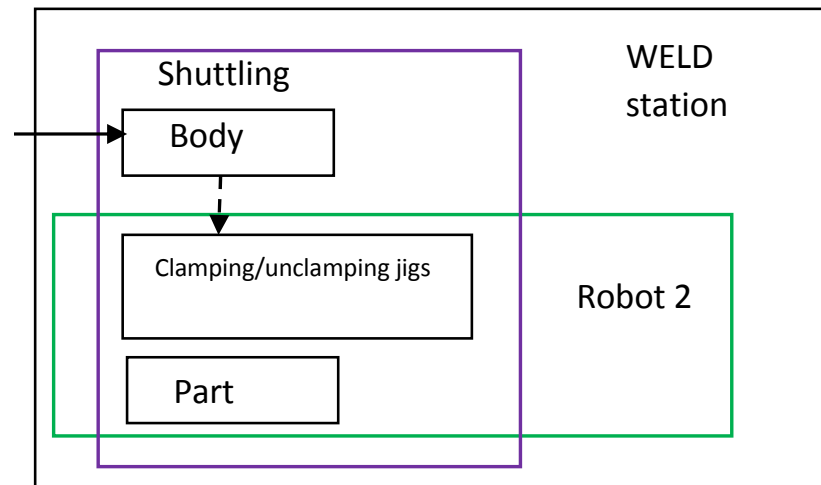 Shuttling
WELD
station
Body
Clamping/unclamping jigs
Robot 2
Part